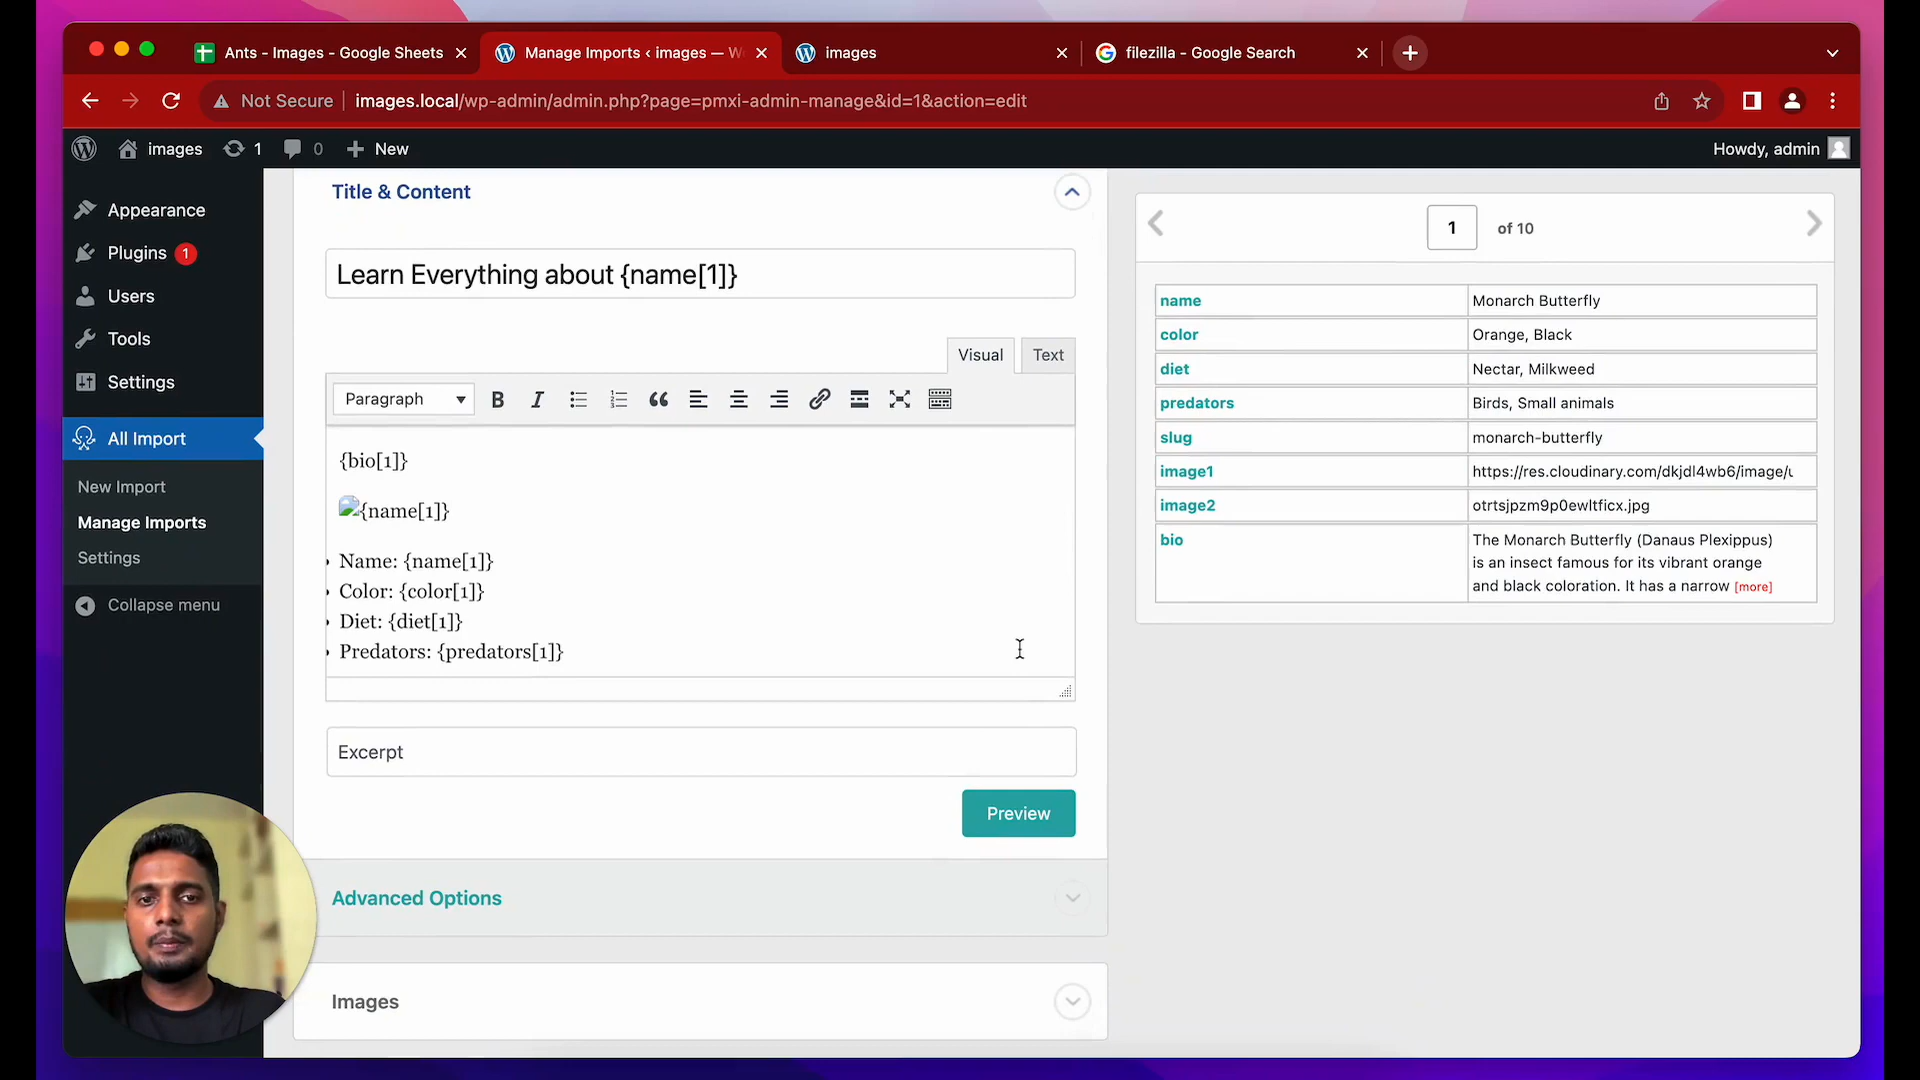 Ants - Images - Google Sheets
Manage Imports ‹ images — W
images
filezilla - Google Search
Not Secure
images.local/wp-admin/admin.php?page=pmxi-admin-manage&id=1&action=edit
images
1
0
New
Howdy, admin
Appearance
Plugins 1
Users
Tools
Settings
All Import
New Import
Manage Imports
Settings
Collapse menu
Title & Content
Learn Everything about {name[1]}
Visual
Text
Paragraph
{bio[1]}
{name[1]}
Name: {name[1]}
Color: {color[1]}
Diet: {diet[1]}
Predators: {predators[1]}
Excerpt
Preview
Advanced Options
Images
1 of 10
name Monarch Butterfly
color Orange, Black
diet Nectar, Milkweed
predators Birds, Small animals
slug monarch-butterfly
image1 https://res.cloudinary.com/dkjdl4wb6/image/u
image2 otrtsjpzm9p0ewltficx.jpg
bio The Monarch Butterfly (Danaus Plexippus)
is an insect famous for its vibrant orange
and black coloration. It has a narrow [more]